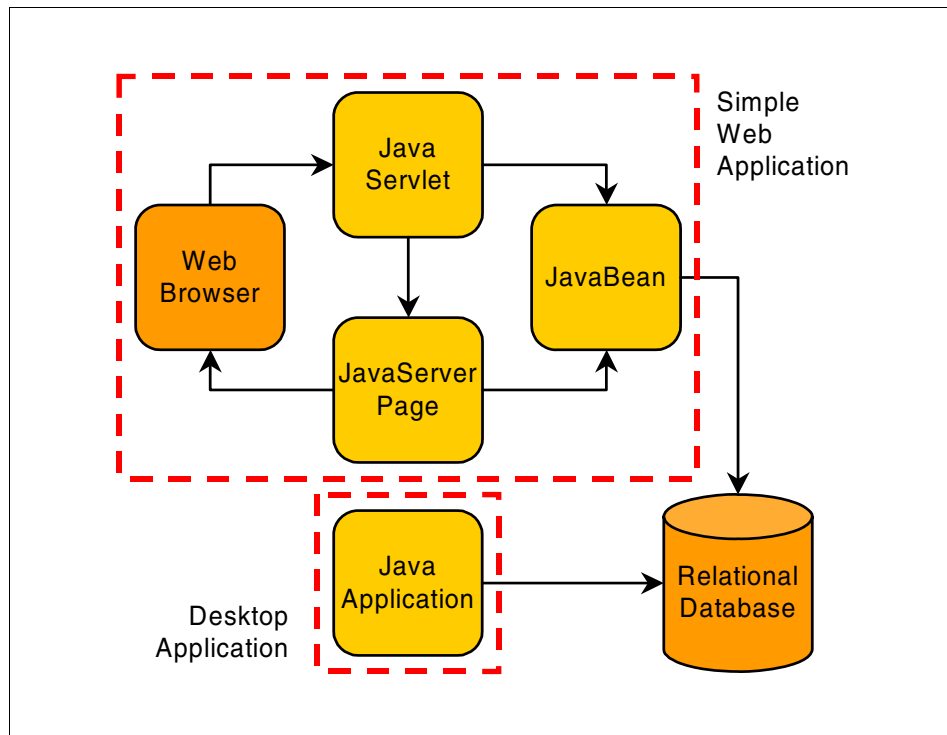 Simple
Web
Application
Java
Servlet
Web
Browser
JavaBean
JavaServer
Page
Java
Application
Relational
Database
Desktop
Application